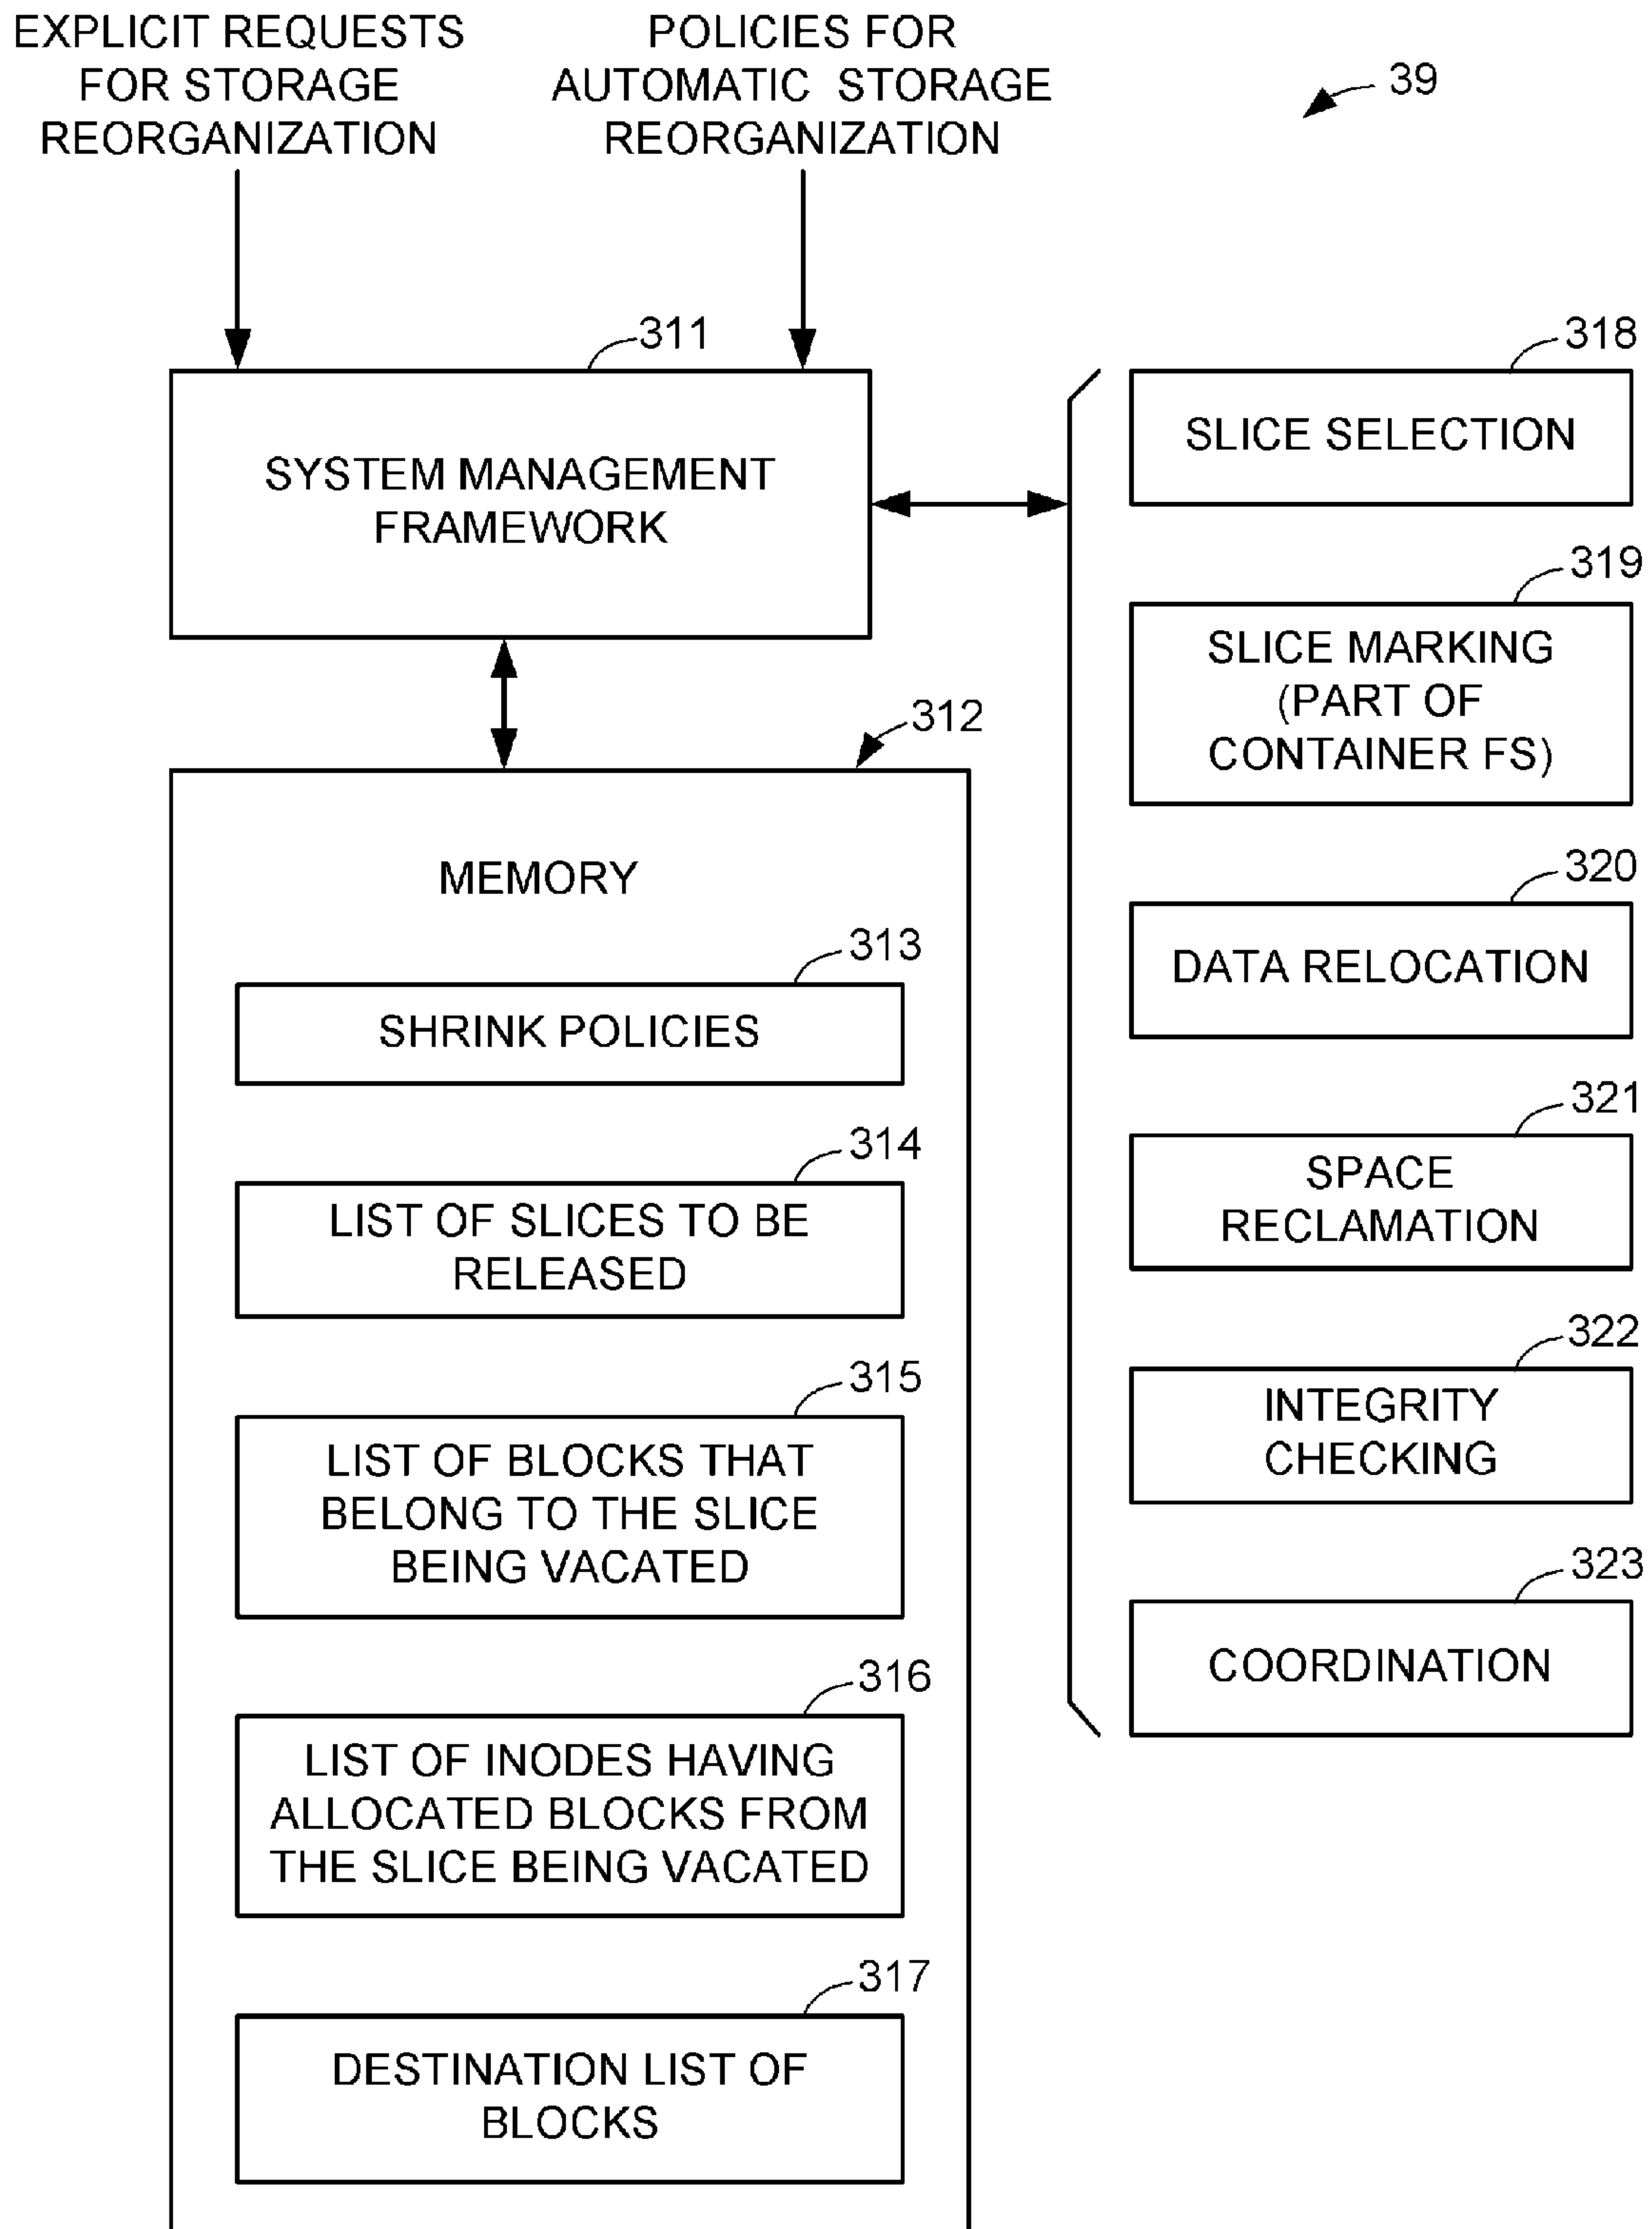 EXPLICIT REQUESTS
FOR STORAGE
REORGANIZATION
POLICIES FOR
AUTOMATIC STORAGE
REORGANIZATION
39
311
SYSTEM MANAGEMENT
FRAMEWORK
312
MEMORY
313
SHRINK POLICIES
314
LIST OF SLICES TO BE
RELEASED
315
LIST OF BLOCKS THAT
BELONG TO THE SLICE
BEING VACATED
316
LIST OF INODES HAVING
ALLOCATED BLOCKS FROM
THE SLICE BEING VACATED
317
DESTINATION LIST OF
BLOCKS
318
SLICE SELECTION
319
SLICE MARKING
(PART OF
CONTAINER FS)
320
DATA RELOCATION
321
SPACE
RECLAMATION
322
INTEGRITY
CHECKING
323
COORDINATION